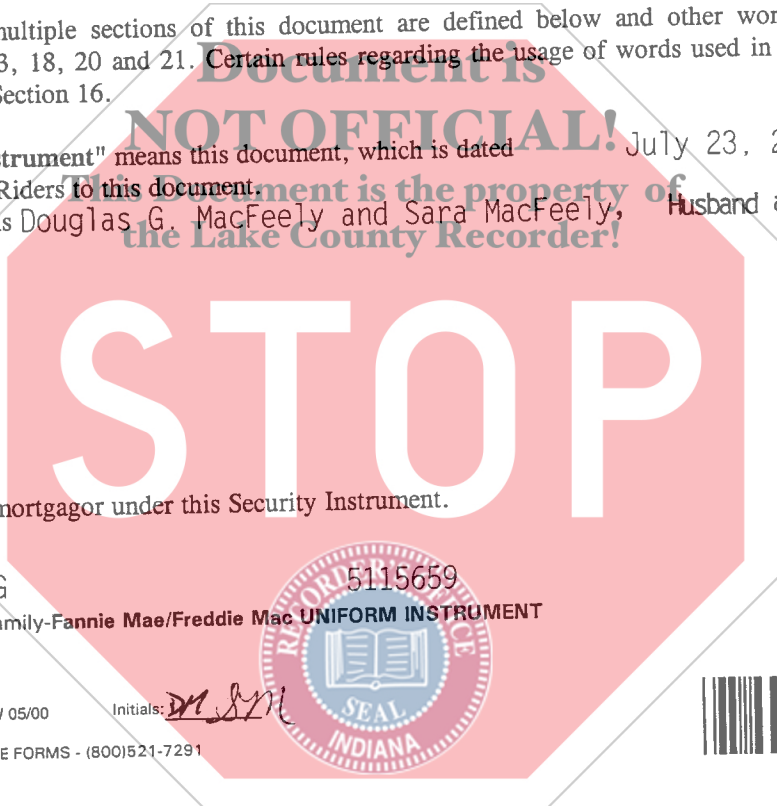 multiple sections of this document are defined below and other wor
3, 18, 20 and 21. Certain rules regarding the usage of words used in
Section 16.
Document is
NOT OFFICIAL!
strument" means this document, which is dated July 23, 2
Riders to this document.
This Document is the property of
s Douglas G. MacFeely and Sara MacFeely, Husband a
the Lake County Recorder!
STOP
mortgagor under this Security Instrument.
G
5115659
amily-Fannie Mae/Freddie Mac UNIFORM INSTRUMENT
RECORDER'S OFFICE
SEAL
INDIANA
/ 05/00
Initials: DM SM
E FORMS - (800)521-7291